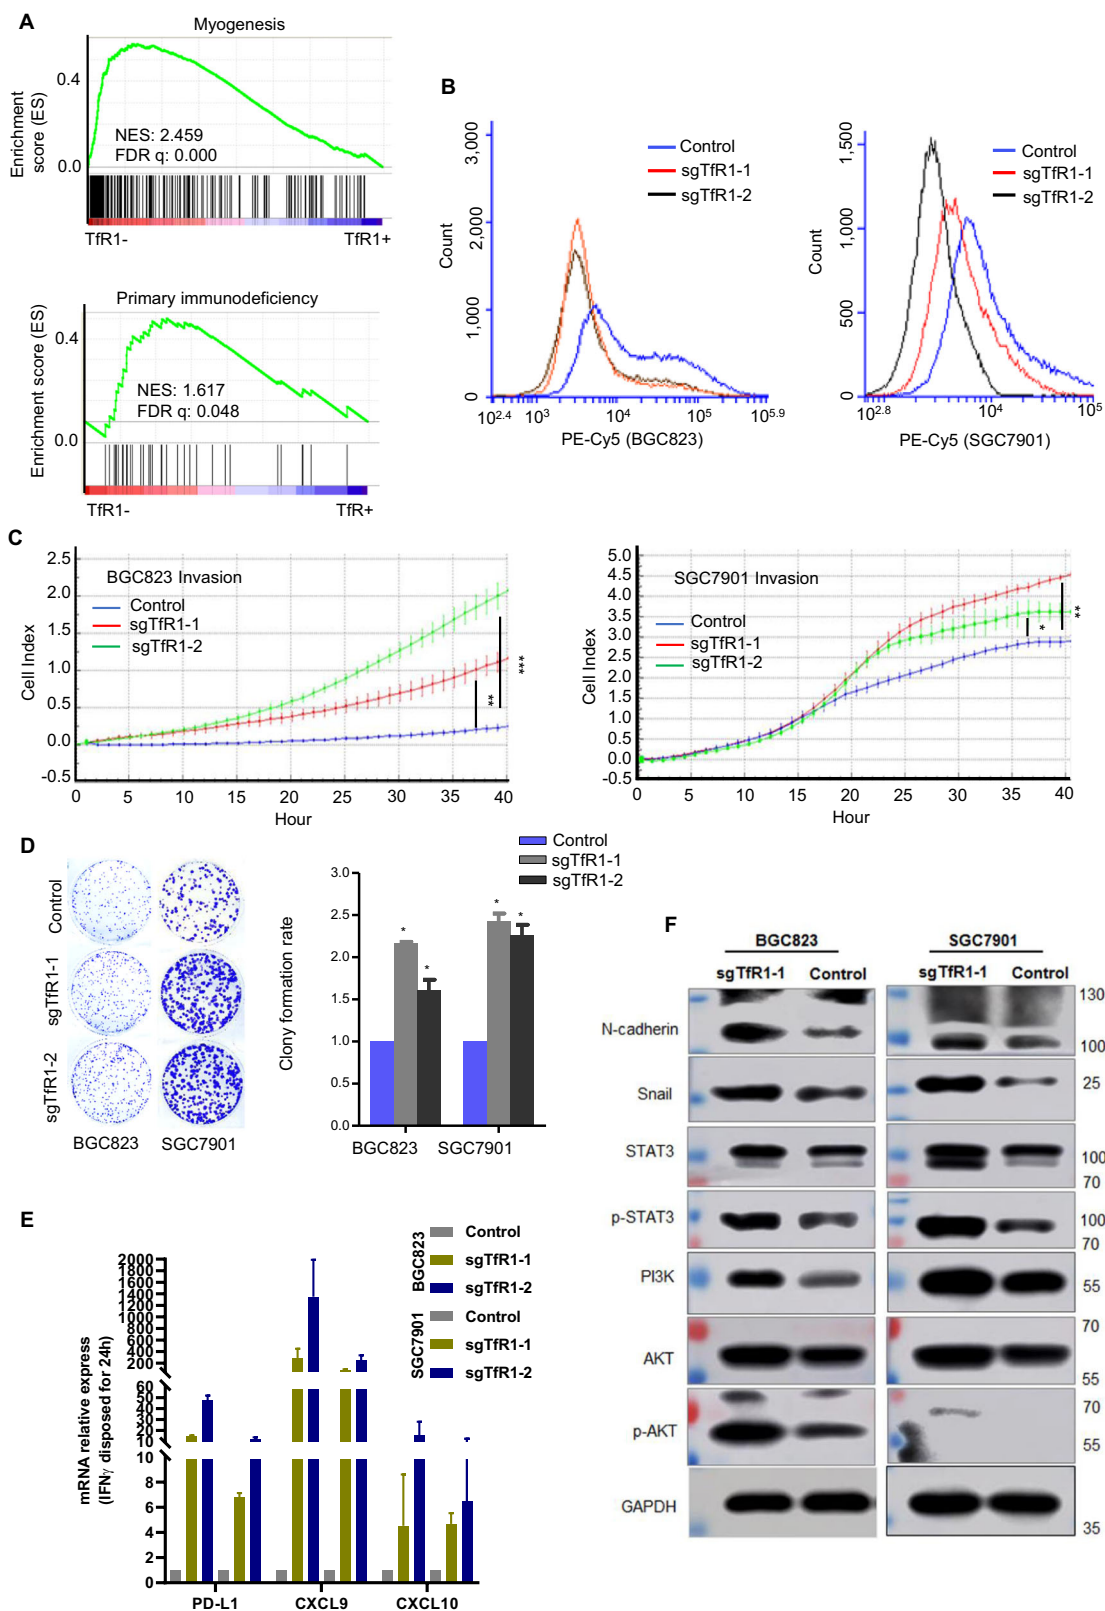 A
Myogenesis
Enrichment
score (ES)
0.4
0.0
NES: 2.459
FDR q: 0.000
TfR1- TfR1+
Primary immunodeficiency
Enrichment score (ES)
0.4
0.0
NES: 1.617
FDR q: 0.048
TfR1- TfR+
B
Count
3,000
2,000
1,000
0
Control
sgTfR1-1
sgTfR1-2
10^2.4 10^3 10^4 10^5 10^5.9
PE-Cy5 (BGC823)
Count
1,500
1,000
500
0
Control
sgTfR1-1
sgTfR1-2
10^2.8 10^4 10^5
PE-Cy5 (SGC7901)
C
Cell Index
2.5
2.0
1.5
1.0
0.5
0.0
-0.5
BGC823 Invasion
Control
sgTfR1-1
sgTfR1-2
**
***
0 5 10 15 20 25 30 35 40
Hour
Cell Index
5.0
4.5
4.0
3.5
3.0
2.5
2.0
1.5
1.0
0.0
-0.5
SGC7901 Invasion
Control
sgTfR1-1
sgTfR1-2
*
**
0 5 10 15 20 25 30 35 40
Hour
D
Control
sgTfR1-1
sgTfR1-2
BGC823 SGC7901
Control
sgTfR1-1
sgTfR1-2
Clony formation rate
3.0
2.5
2.0
1.5
1.0
0.5
0.0
* * * *
BGC823 SGC7901
E
mRNA relative express
(IFNγ disposed for 24h)
2000
1800
1600
1400
1200
1000
800
600
400
200
60
50
40
30
20
10
10
8
6
4
2
0
BGC823
Control
sgTfR1-1
sgTfR1-2
SGC7901
Control
sgTfR1-1
sgTfR1-2
PD-L1 CXCL9 CXCL10
F
BGC823 SGC7901
sgTfR1-1 Control sgTfR1-1 Control
130
N-cadherin
100
Snail 25
STAT3 100
70
p-STAT3 100
70
PI3K 55
70
AKT
55
70
p-AKT
55
GAPDH
35